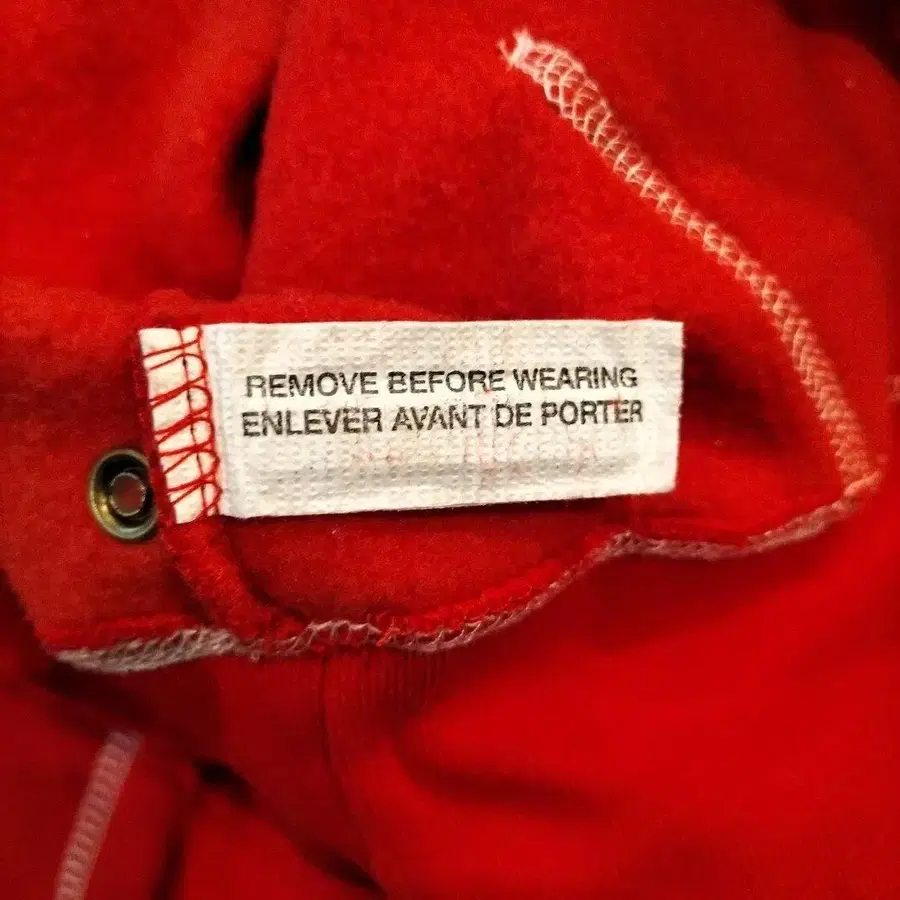 REMOVE BEFORE WEARING
ENLEVER AVANT DE PORTER